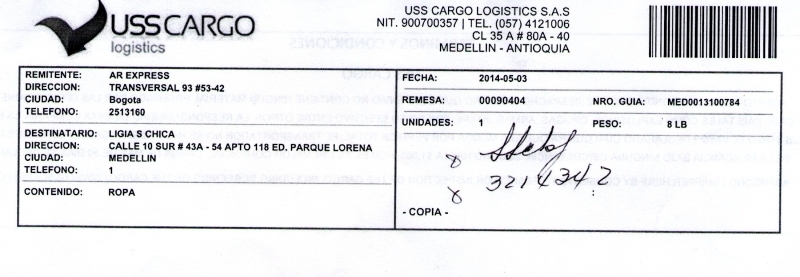 USSCARGO
logistics
USS CARGO LOGISTICS S.A.S
NIT. 900700357 | TEL. (057) 4121006
CL 35 A # 80A - 40
MEDELLIN - ANTIOQUIA
REMITENTE: AR EXPRESS
DIRECCION: TRANSVERSAL 93 #53-42
CIUDAD: Bogota
TELEFONO: 2513160
DESTINATARIO: LIGIA S CHICA
DIRECCION: CALLE 10 SUR # 43A - 54 APTO 118 ED. PARQUE LORENA
CIUDAD: MEDELLIN
TELEFONO: 1
CONTENIDO: ROPA
FECHA: 2014-05-03
REMESA: 00090404 NRO. GUIA: MED0013100784
UNIDADES: 1 PESO: 8 LB
3214342
- COPIA -